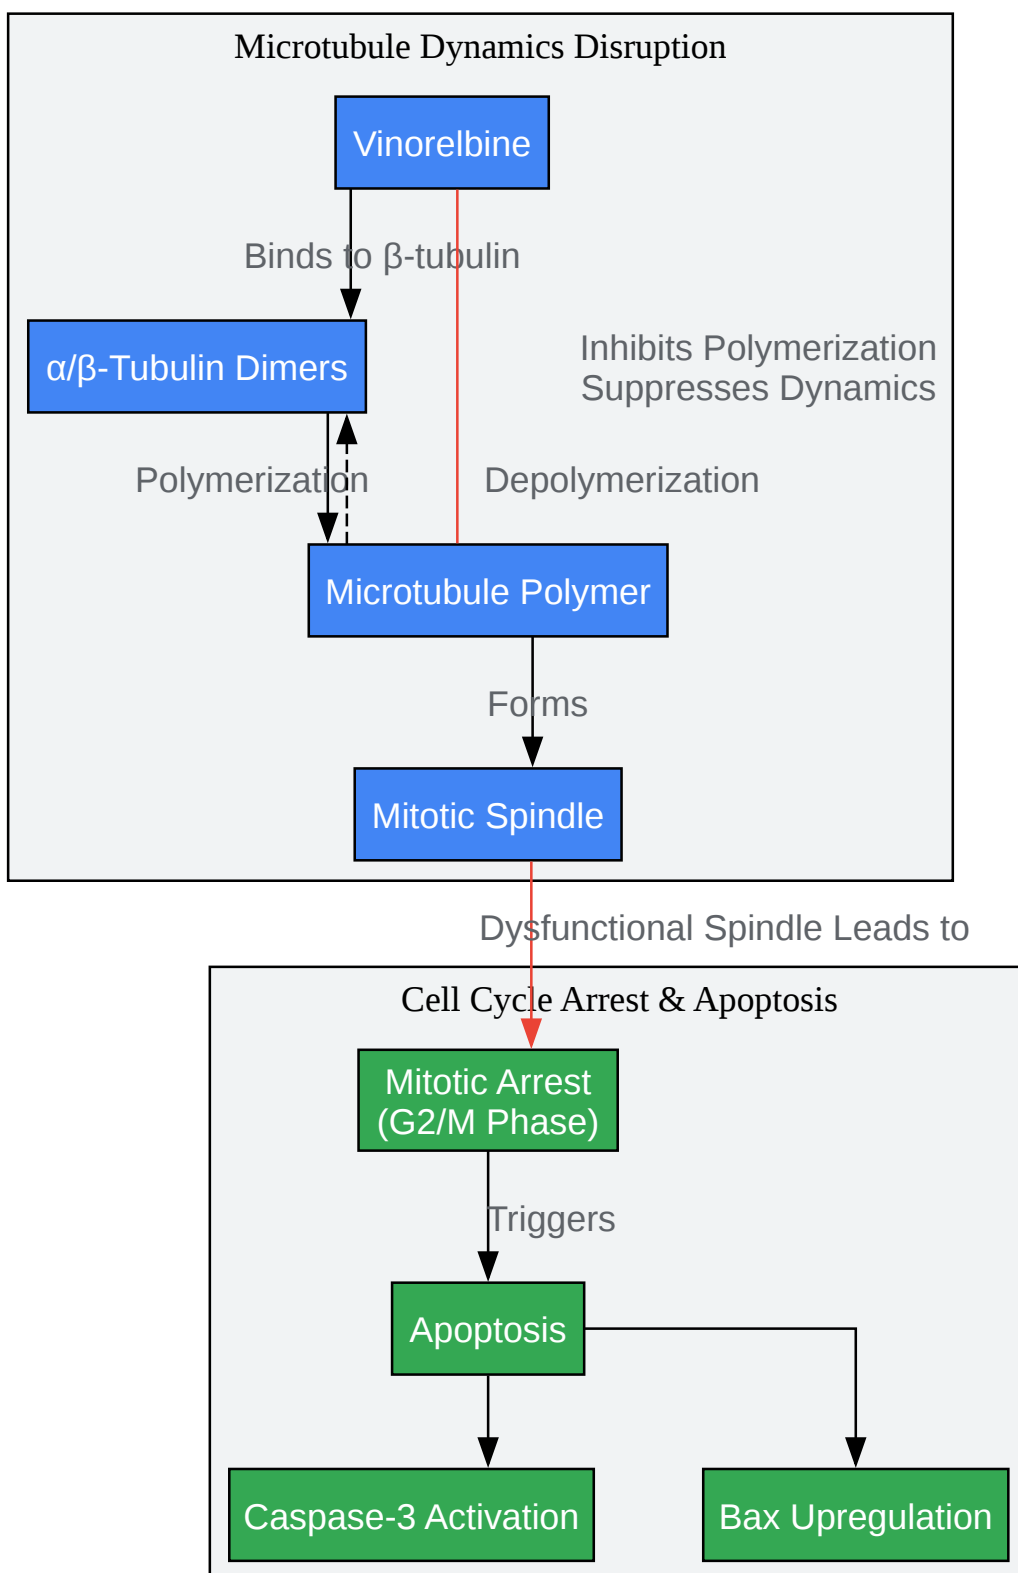 Microtubule Dynamics Disruption
Vinorelbine
Binds to β-tubulin
α/β-Tubulin Dimers
Inhibits Polymerization
Suppresses Dynamics
Polymerization
Depolymerization
Microtubule Polymer
Forms
Mitotic Spindle
Dysfunctional Spindle Leads to
Cell Cycle Arrest & Apoptosis
Mitotic Arrest
(G2/M Phase)
Triggers
Apoptosis
Caspase-3 Activation
Bax Upregulation